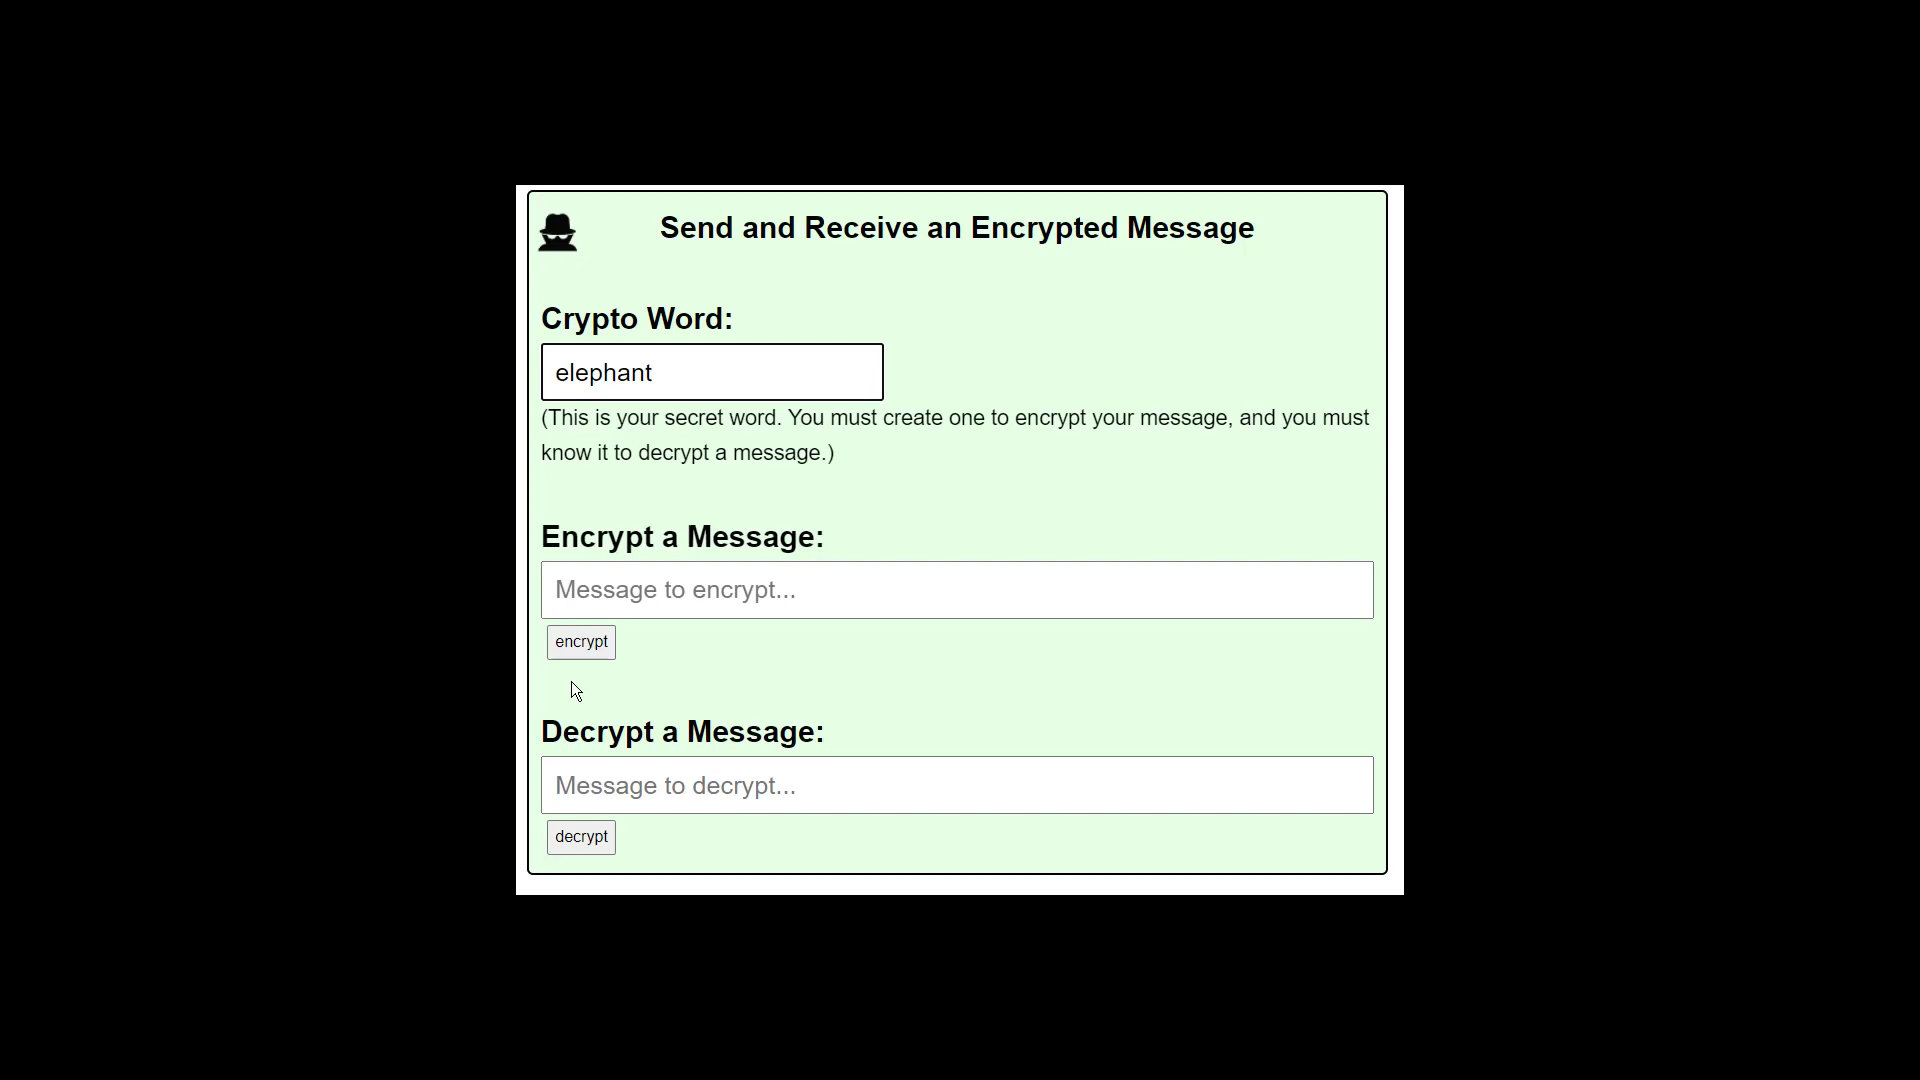 Send and Receive an Encrypted Message
Crypto Word:
elephant
(This is your secret word. You must create one to encrypt your message, and you must
know it to decrypt a message.)
Encrypt a Message:
Message to encrypt...
encrypt
Decrypt a Message:
Message to decrypt...
decrypt